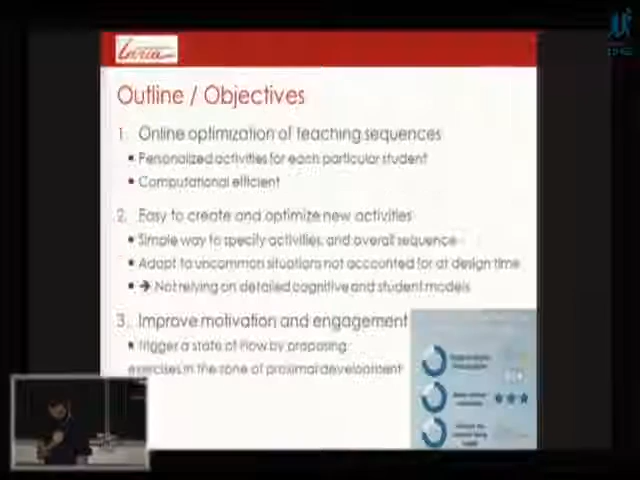 Inria
Outline / Objectives
1. Online optimization of teaching sequences
▪ Personalized activities for each particular student
▪ Computational efficient
2. Easy to create and optimize new activities
▪ Simple way to specify activities, and overall sequence
▪ Adapt to uncommon situations not accounted for at design time
▪ → Not relying on detailed cognitive and student models
3. Improve motivation and engagement
▪ Trigger a state of flow by proposing
exercises in the zone of proximal development